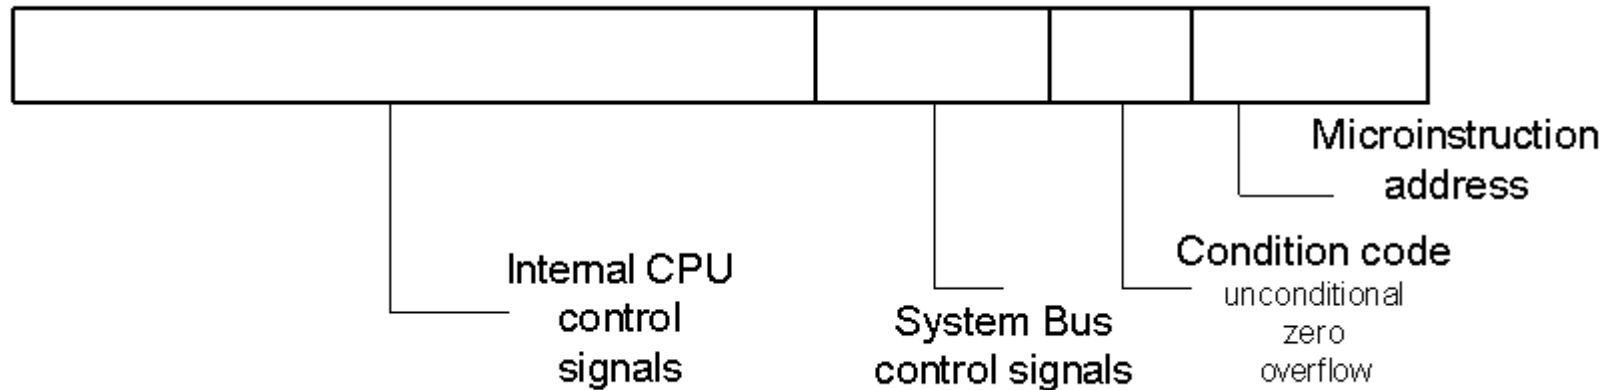 Microinstruction
address
Internal CPU
control
signals
System Bus
control signals
Condition code
unconditional
zero
overflow